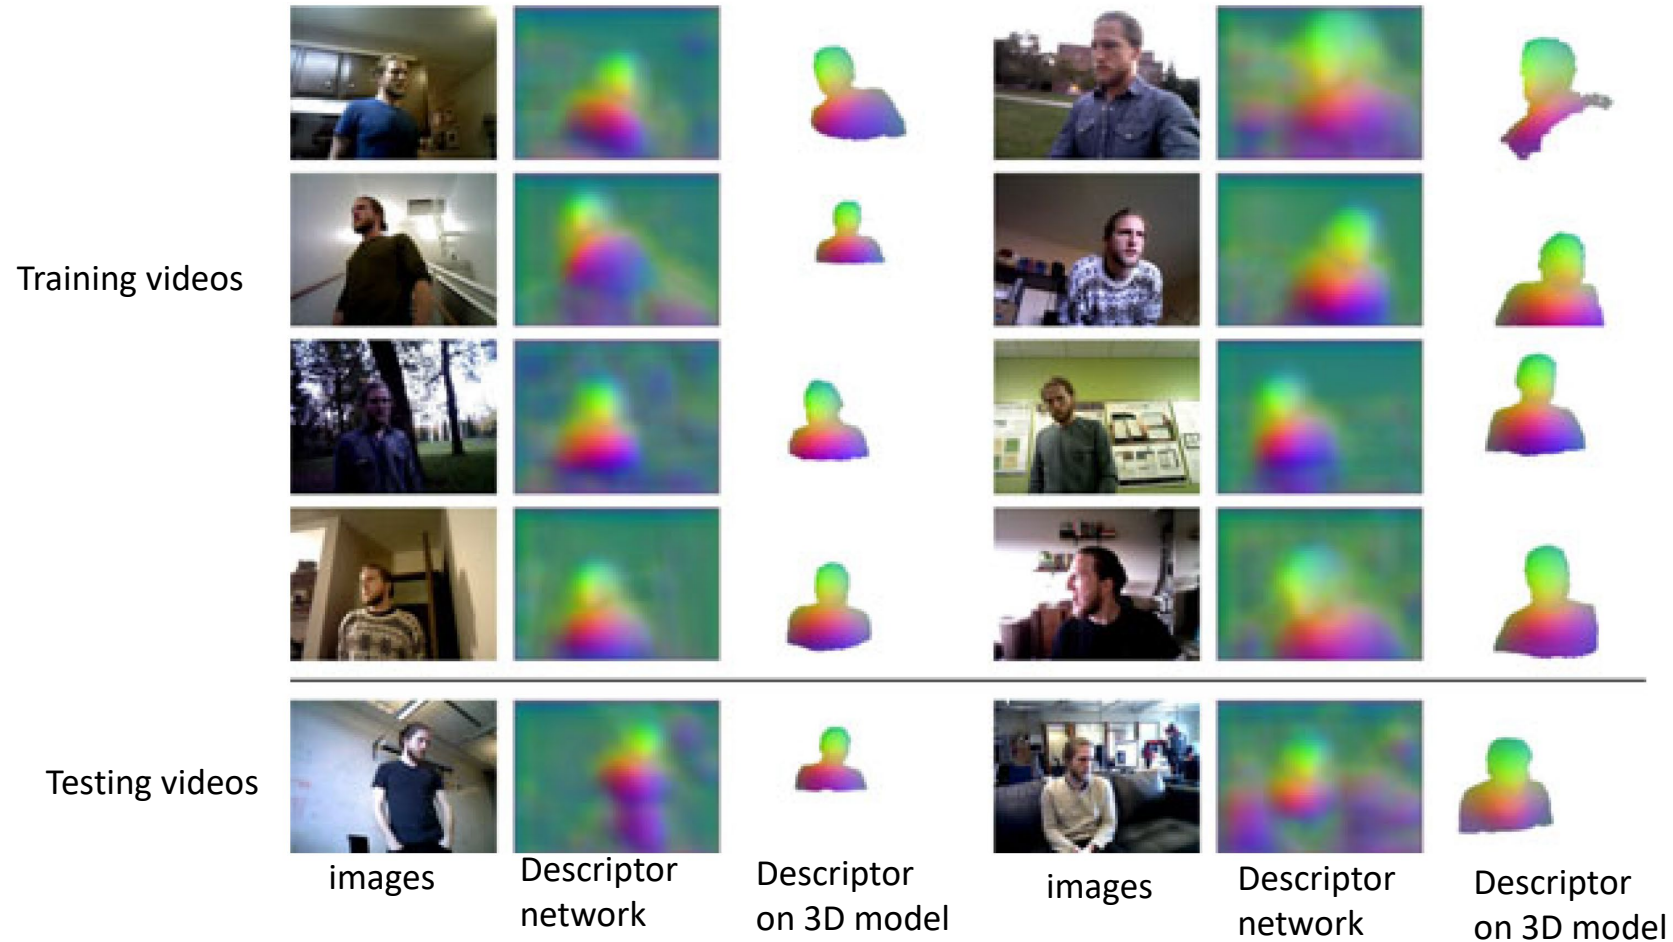 Training videos
Testing videos
images
Descriptor
network
Descriptor
on 3D model
images
Descriptor
network
Descriptor
on 3D model